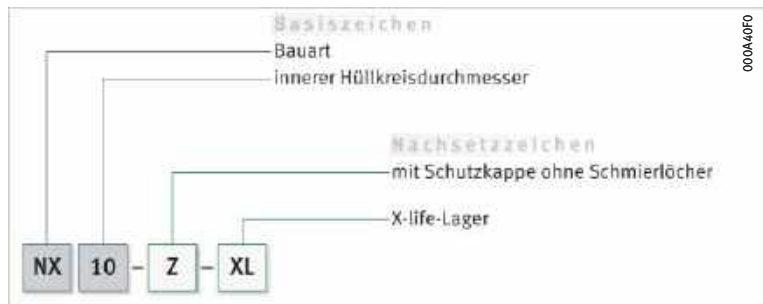 Basiszeichen
Bauart
innerer Hüllkreisdurchmesser
Nachsetzzeichen
mit Schutzkappe ohne Schmierlöcher
X-life-Lager
NX 10 – Z – XL
000A40F0